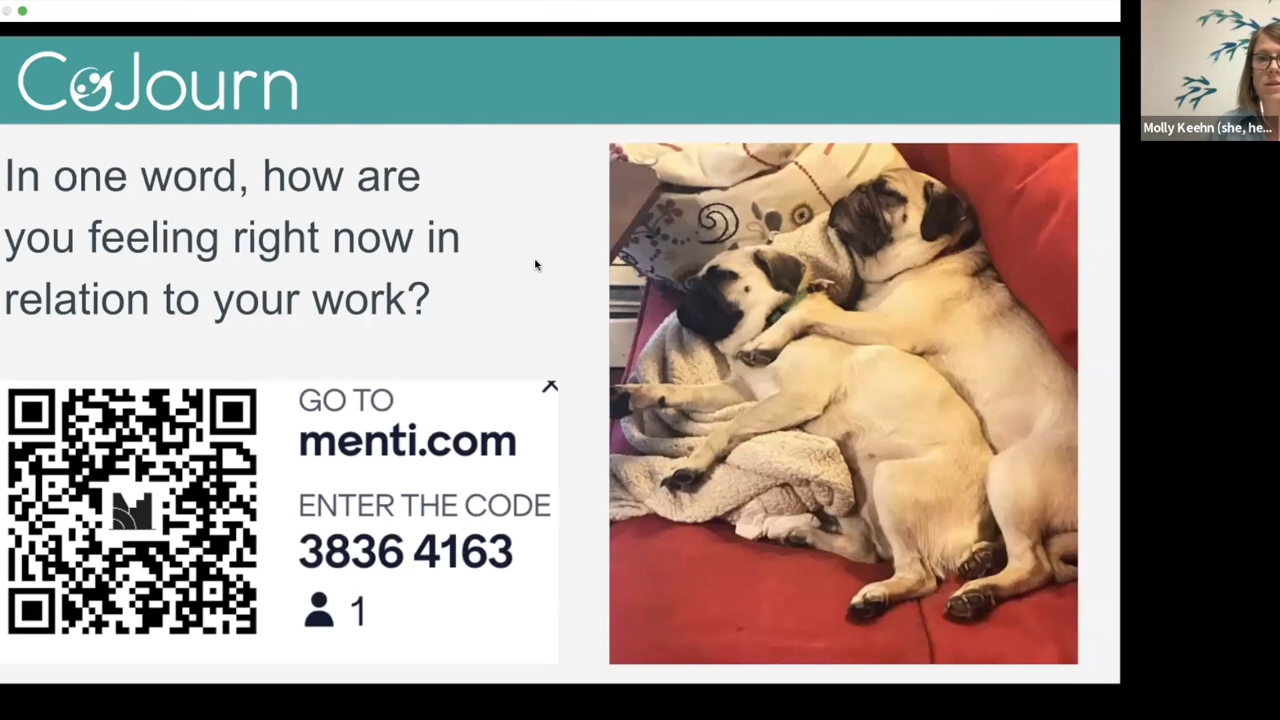 CoJourn
In one word, how are
you feeling right now in
relation to your work?
GO TO
menti.com
ENTER THE CODE
3836 4163
1
Molly Keehn (she, he...